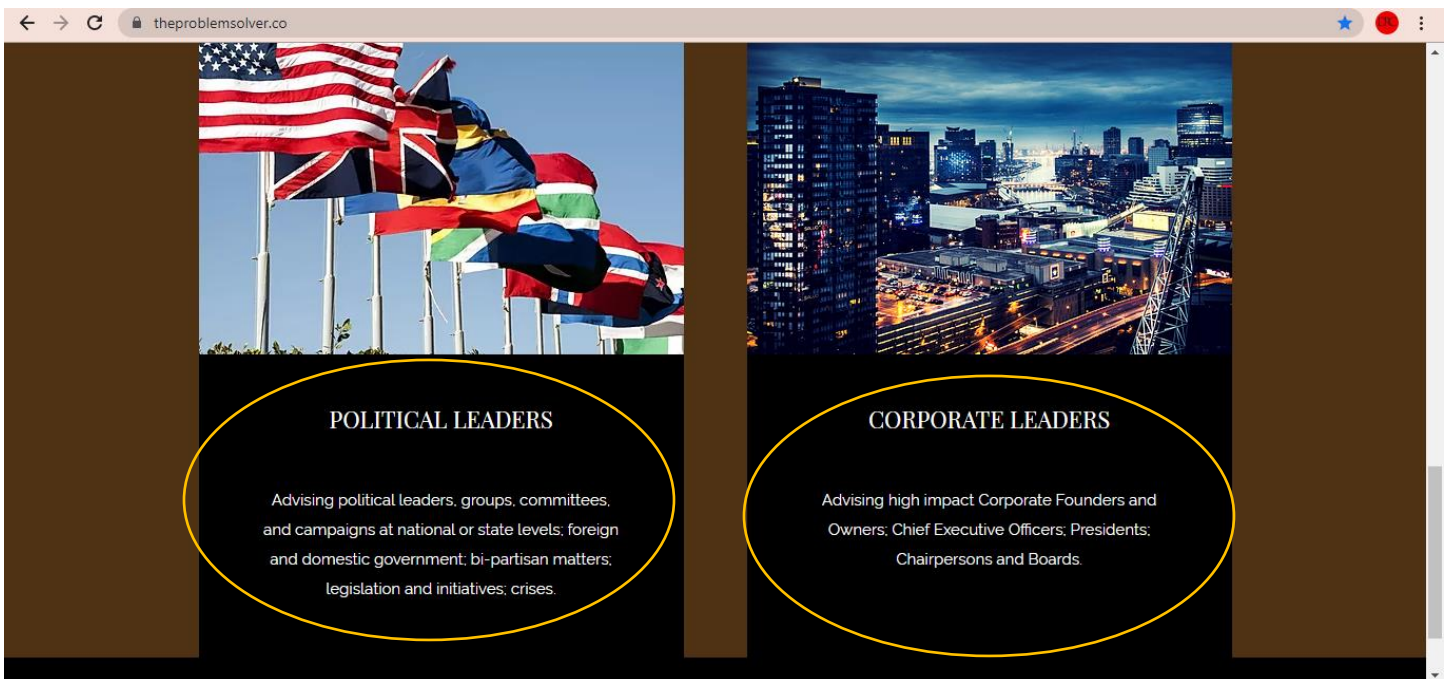 theproblemsolver.co
POLITICAL LEADERS
Advising political leaders, groups, committees,
and campaigns at national or state levels; foreign
and domestic government; bi-partisan matters;
legislation and initiatives; crises.
CORPORATE LEADERS
Advising high impact Corporate Founders and
Owners; Chief Executive Officers; Presidents;
Chairpersons and Boards.